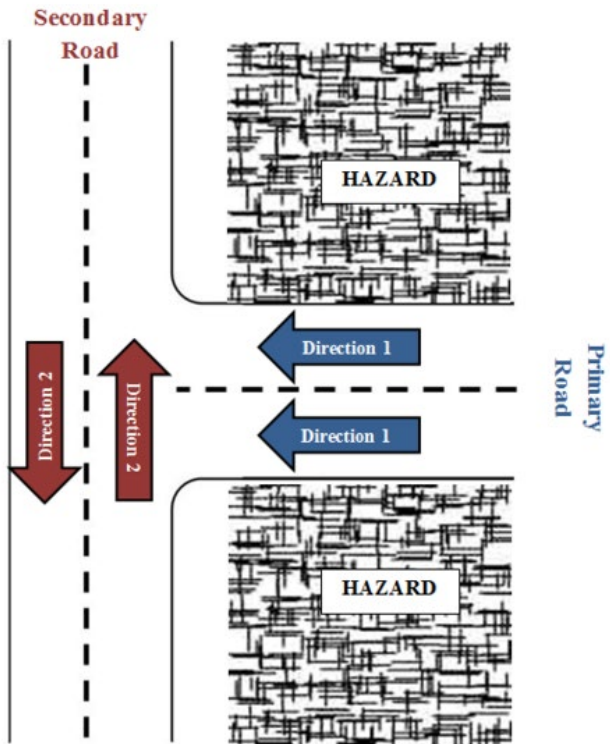 Secondary
Road
HAZARD
Direction 1
Direction 1
Primary
Road
Direction 2
Direction 2
HAZARD